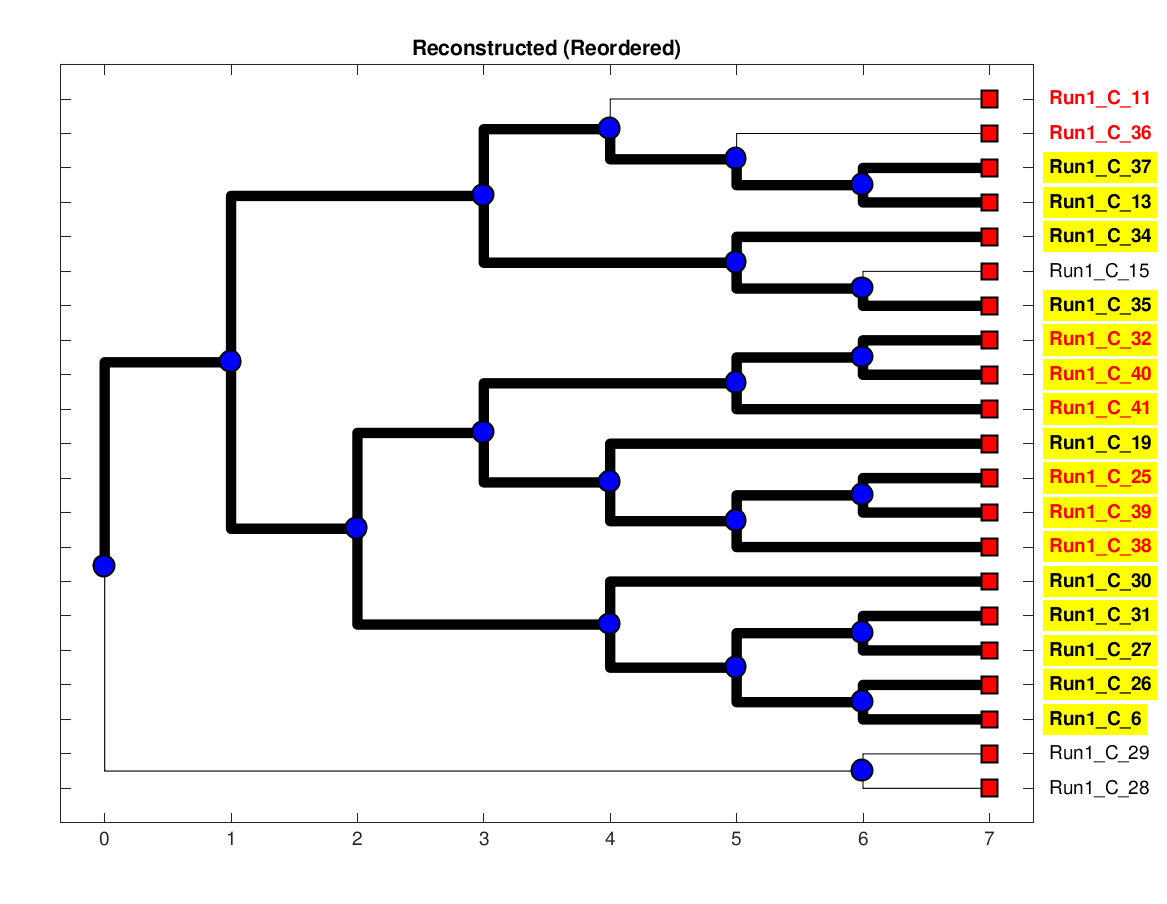 Reconstructed (Reordered)
Run1_C_11
Run1_C_36
Run1_C_37
Run1_C_13
Run1_C_34
Run1_C_15
Run1_C_35
Run1_C_32
Run1_C_40
Run1_C_41
Run1_C_19
Run1_C_25
Run1_C_39
Run1_C_38
Run1_C_30
Run1_C_31
Run1_C_27
Run1_C_26
Run1_C_6
Run1_C_29
Run1_C_28
0 1 2 3 4 5 6 7